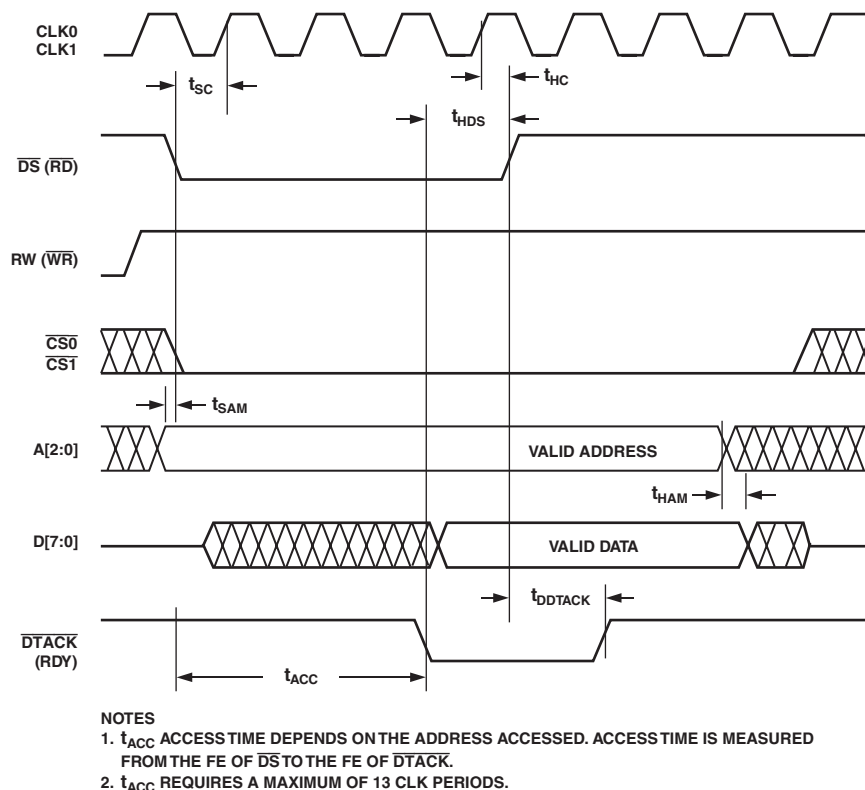 CLK0
CLK1
tSC
tHC
tHDS
DS (RD)
RW (WR)
CS0
CS1
tSAM
A[2:0]
VALID ADDRESS
tHAM
D[7:0]
VALID DATA
tDDTACK
DTACK
(RDY)
tACC
NOTES
1. tACC ACCESS TIME DEPENDS ON THE ADDRESS ACCESSED. ACCESS TIME IS MEASURED
FROM THE FE OF DS TO THE FE OF DTACK.
2. tACC REQUIRES A MAXIMUM OF 13 CLK PERIODS.